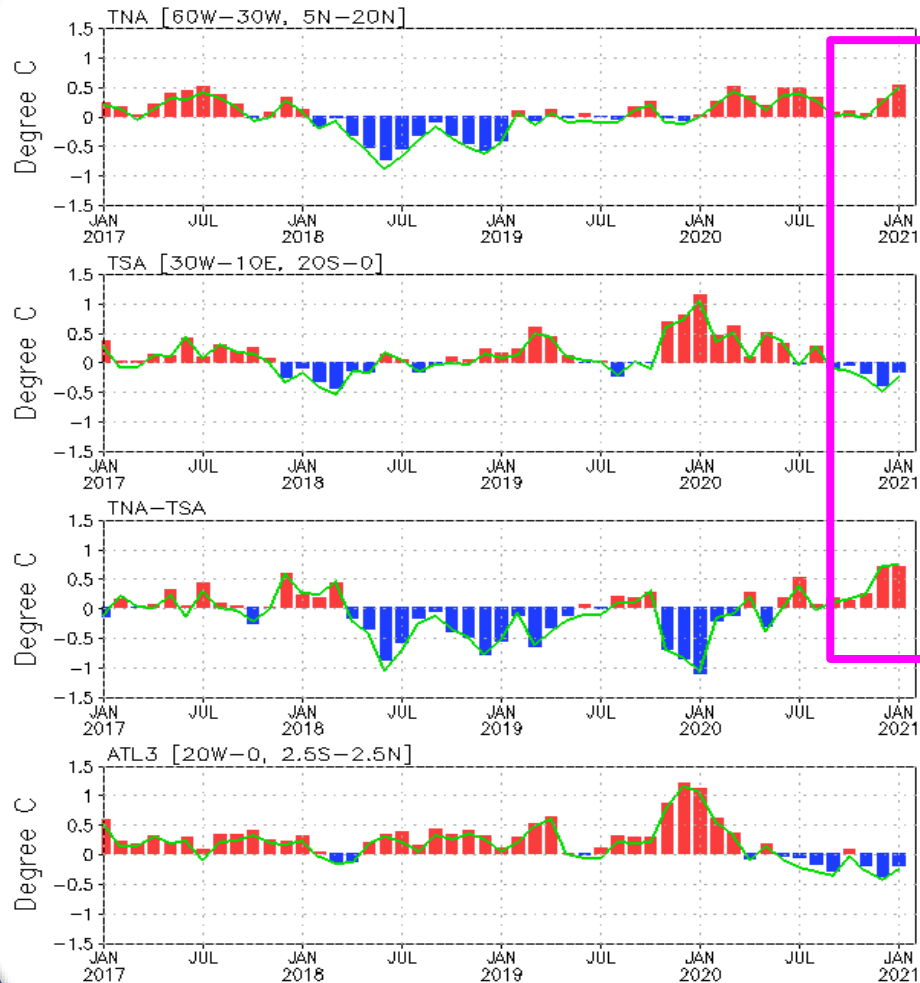 TNA [60W-30W, 5N-20N]
Degree C
1.5
1
0.5
0
-0.5
-1
-1.5
JAN JUL JAN JUL JAN JUL JAN JUL JAN
2017 2018 2019 2020 2021
TSA [30W-10E, 20S-0]
Degree C
1.5
1
0.5
0
-0.5
-1
-1.5
JAN JUL JAN JUL JAN JUL JAN JUL JAN
2017 2018 2019 2020 2021
TNA-TSA
Degree C
1.5
1
0.5
0
-0.5
-1
-1.5
JAN JUL JAN JUL JAN JUL JAN JUL JAN
2017 2018 2019 2020 2021
ATL3 [20W-0, 2.5S-2.5N]
Degree C
1.5
1
0.5
0
-0.5
-1
-1.5
JAN JUL JAN JUL JAN JUL JAN JUL JAN
2017 2018 2019 2020 2021